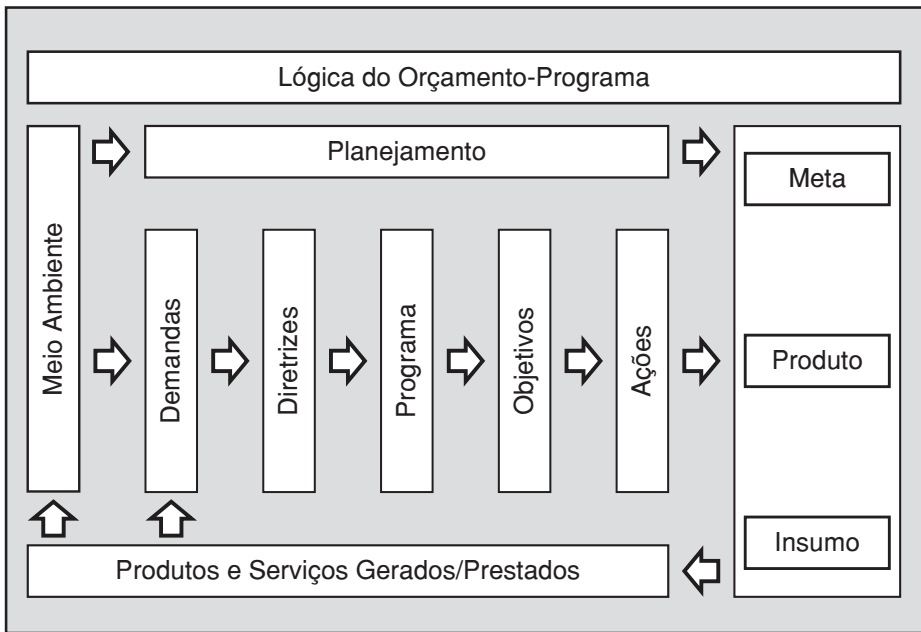 Lógica do Orçamento-Programa
Meio Ambiente
Planejamento
Demandas
Diretrizes
Programa
Objetivos
Ações
Meta
Produto
Insumo
Produtos e Serviços Gerados/Prestados